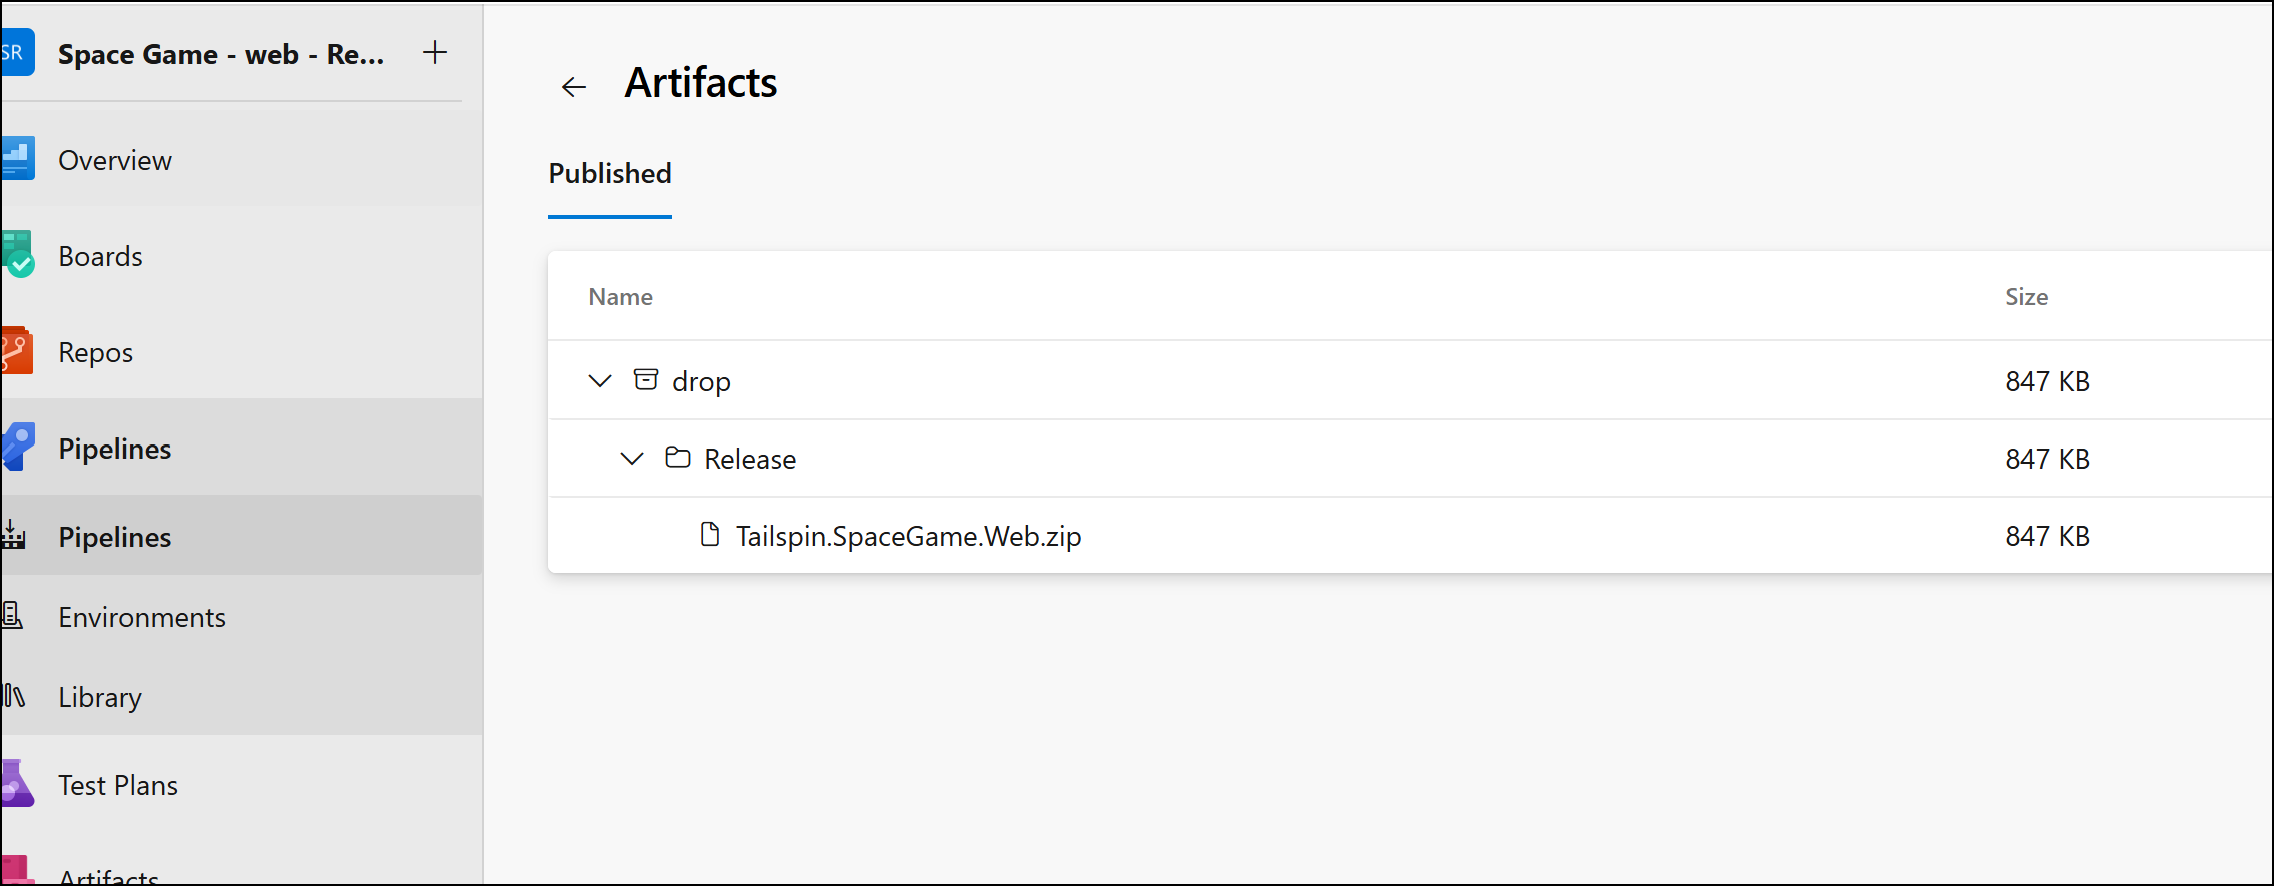 SR
Space Game - web - Re...
Overview
Boards
Repos
Pipelines
Pipelines
Environments
Library
Test Plans
Artifacts
Artifacts
Published
Name Size
drop 847 KB
Release 847 KB
Tailspin.SpaceGame.Web.zip 847 KB